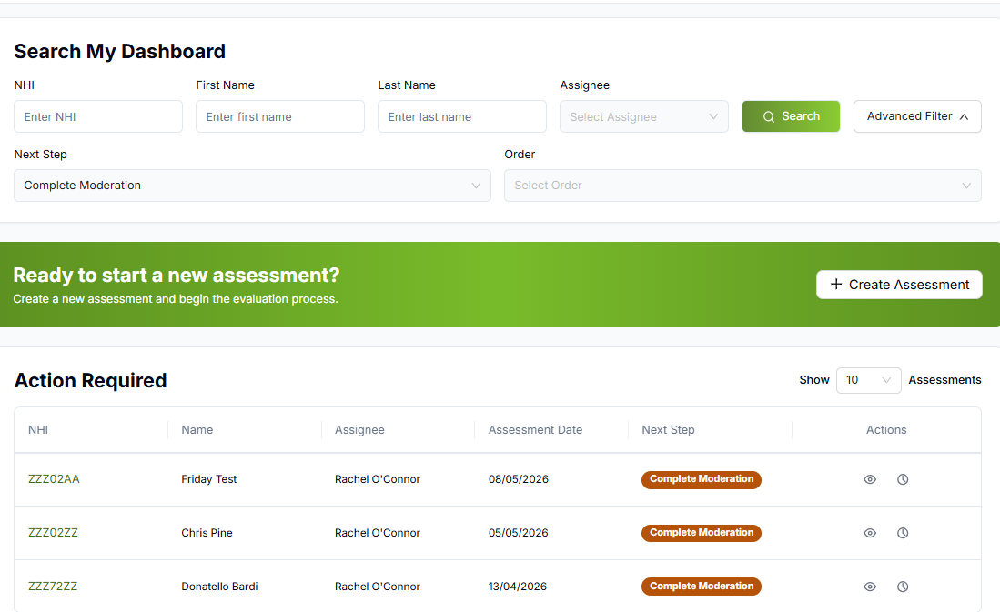 Search My Dashboard
NHI First Name Last Name Assignee
Enter NHI Enter first name Enter last name Select Assignee Search Advanced Filter
Next Step Order
Complete Moderation Select Order
Ready to start a new assessment?
Create a new assessment and begin the evaluation process.
Create Assessment
Action Required Show 10 Assessments
NHI Name Assignee Assessment Date Next Step Actions
ZZZ02AA Friday Test Rachel O'Connor 08/05/2026 Complete Moderation
ZZZ02ZZ Chris Pine Rachel O'Connor 05/05/2026 Complete Moderation
ZZZ72ZZ Donatello Bardi Rachel O'Connor 13/04/2026 Complete Moderation